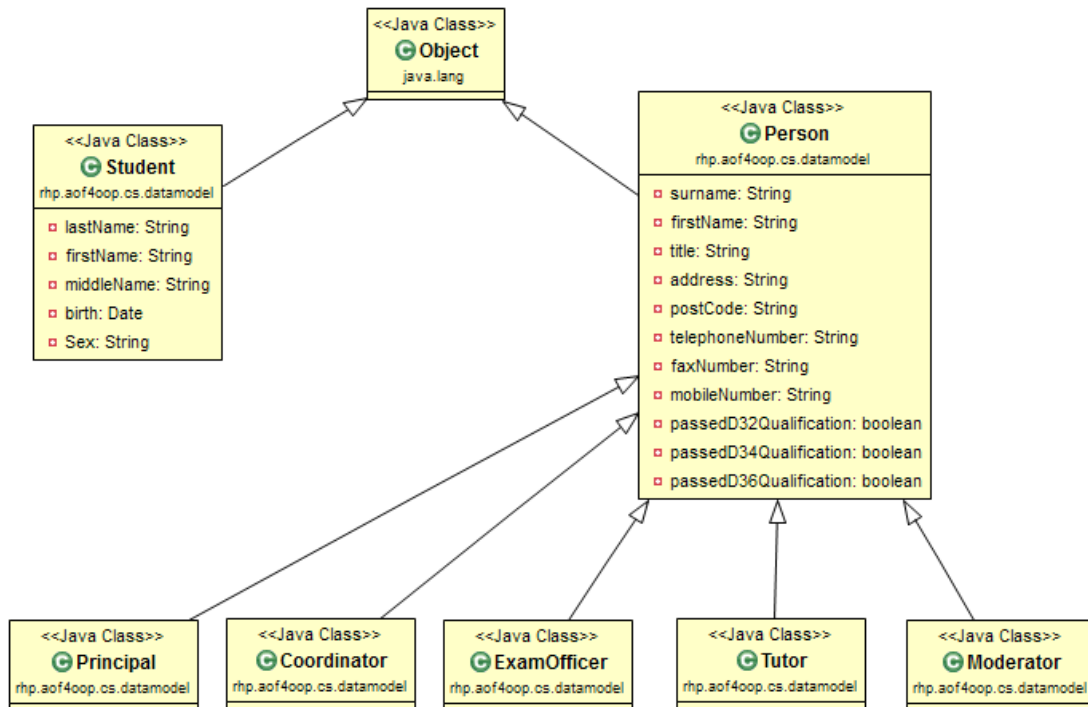 <<Java Class>>
Object
java.lang
<<Java Class>>
Student
rhp.aof4oop.cs.datamodel
lastName: String
firstName: String
middleName: String
birth: Date
Sex: String
<<Java Class>>
Person
rhp.aof4oop.cs.datamodel
surname: String
firstName: String
title: String
address: String
postCode: String
telephoneNumber: String
faxNumber: String
mobileNumber: String
passedD32Qualification: boolean
passedD34Qualification: boolean
passedD36Qualification: boolean
<<Java Class>>
Principal
rhp.aof4oop.cs.datamodel
<<Java Class>>
Coordinator
rhp.aof4oop.cs.datamodel
<<Java Class>>
ExamOfficer
rhp.aof4oop.cs.datamodel
<<Java Class>>
Tutor
rhp.aof4oop.cs.datamodel
<<Java Class>>
Moderator
rhp.aof4oop.cs.datamodel